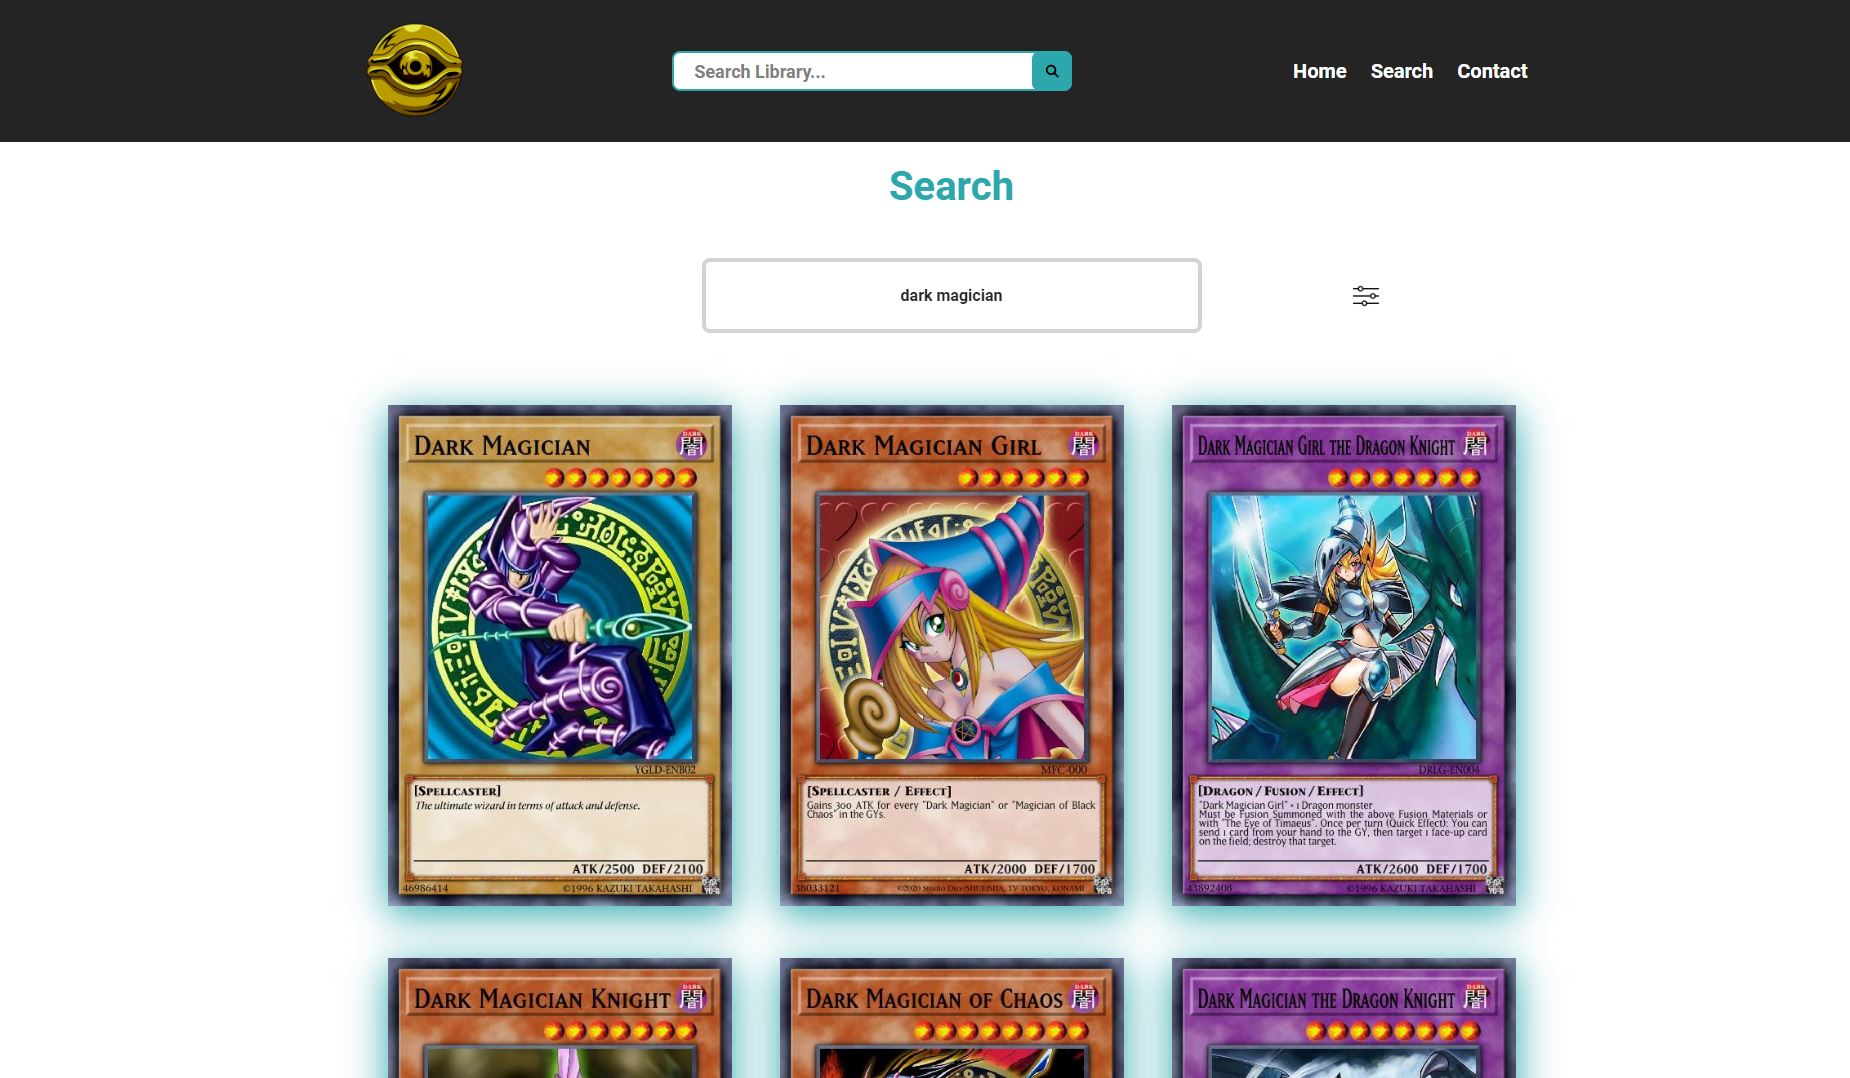 Search Library...
Home Search Contact
Search
dark magician
Dark Magician
DARK
闇
YGLD-ENB02
[Spellcaster]
The ultimate wizard in terms of attack and defense.
ATK/2500 DEF/2100
46986414 ©1996 KAZUKI TAKAHASHI
Dark Magician Girl
DARK
闇
MFC-000
[Spellcaster / Effect]
Gains 300 ATK for every "Dark Magician" or "Magician of Black
Chaos" in the GYs.
ATK/2000 DEF/1700
38033121 ©2020 Studio Dice/SHUEISHA, TV TOKYO, KONAMI
Dark Magician Girl the Dragon Knight
DARK
闇
DRLG-EN004
[Dragon / Fusion / Effect]
"Dark Magician Girl" + 1 Dragon monster
Must be Fusion Summoned with the above Fusion Materials or
with "The Eye of Timaeus". Once per turn (Quick Effect): You can
send 1 card from your hand to the GY, then target 1 face-up card
on the field; destroy that target.
ATK/2600 DEF/1700
43892408 ©1996 KAZUKI TAKAHASHI
Dark Magician Knight
DARK
闇
Dark Magician of Chaos
DARK
闇
Dark Magician the Dragon Knight
DARK
闇